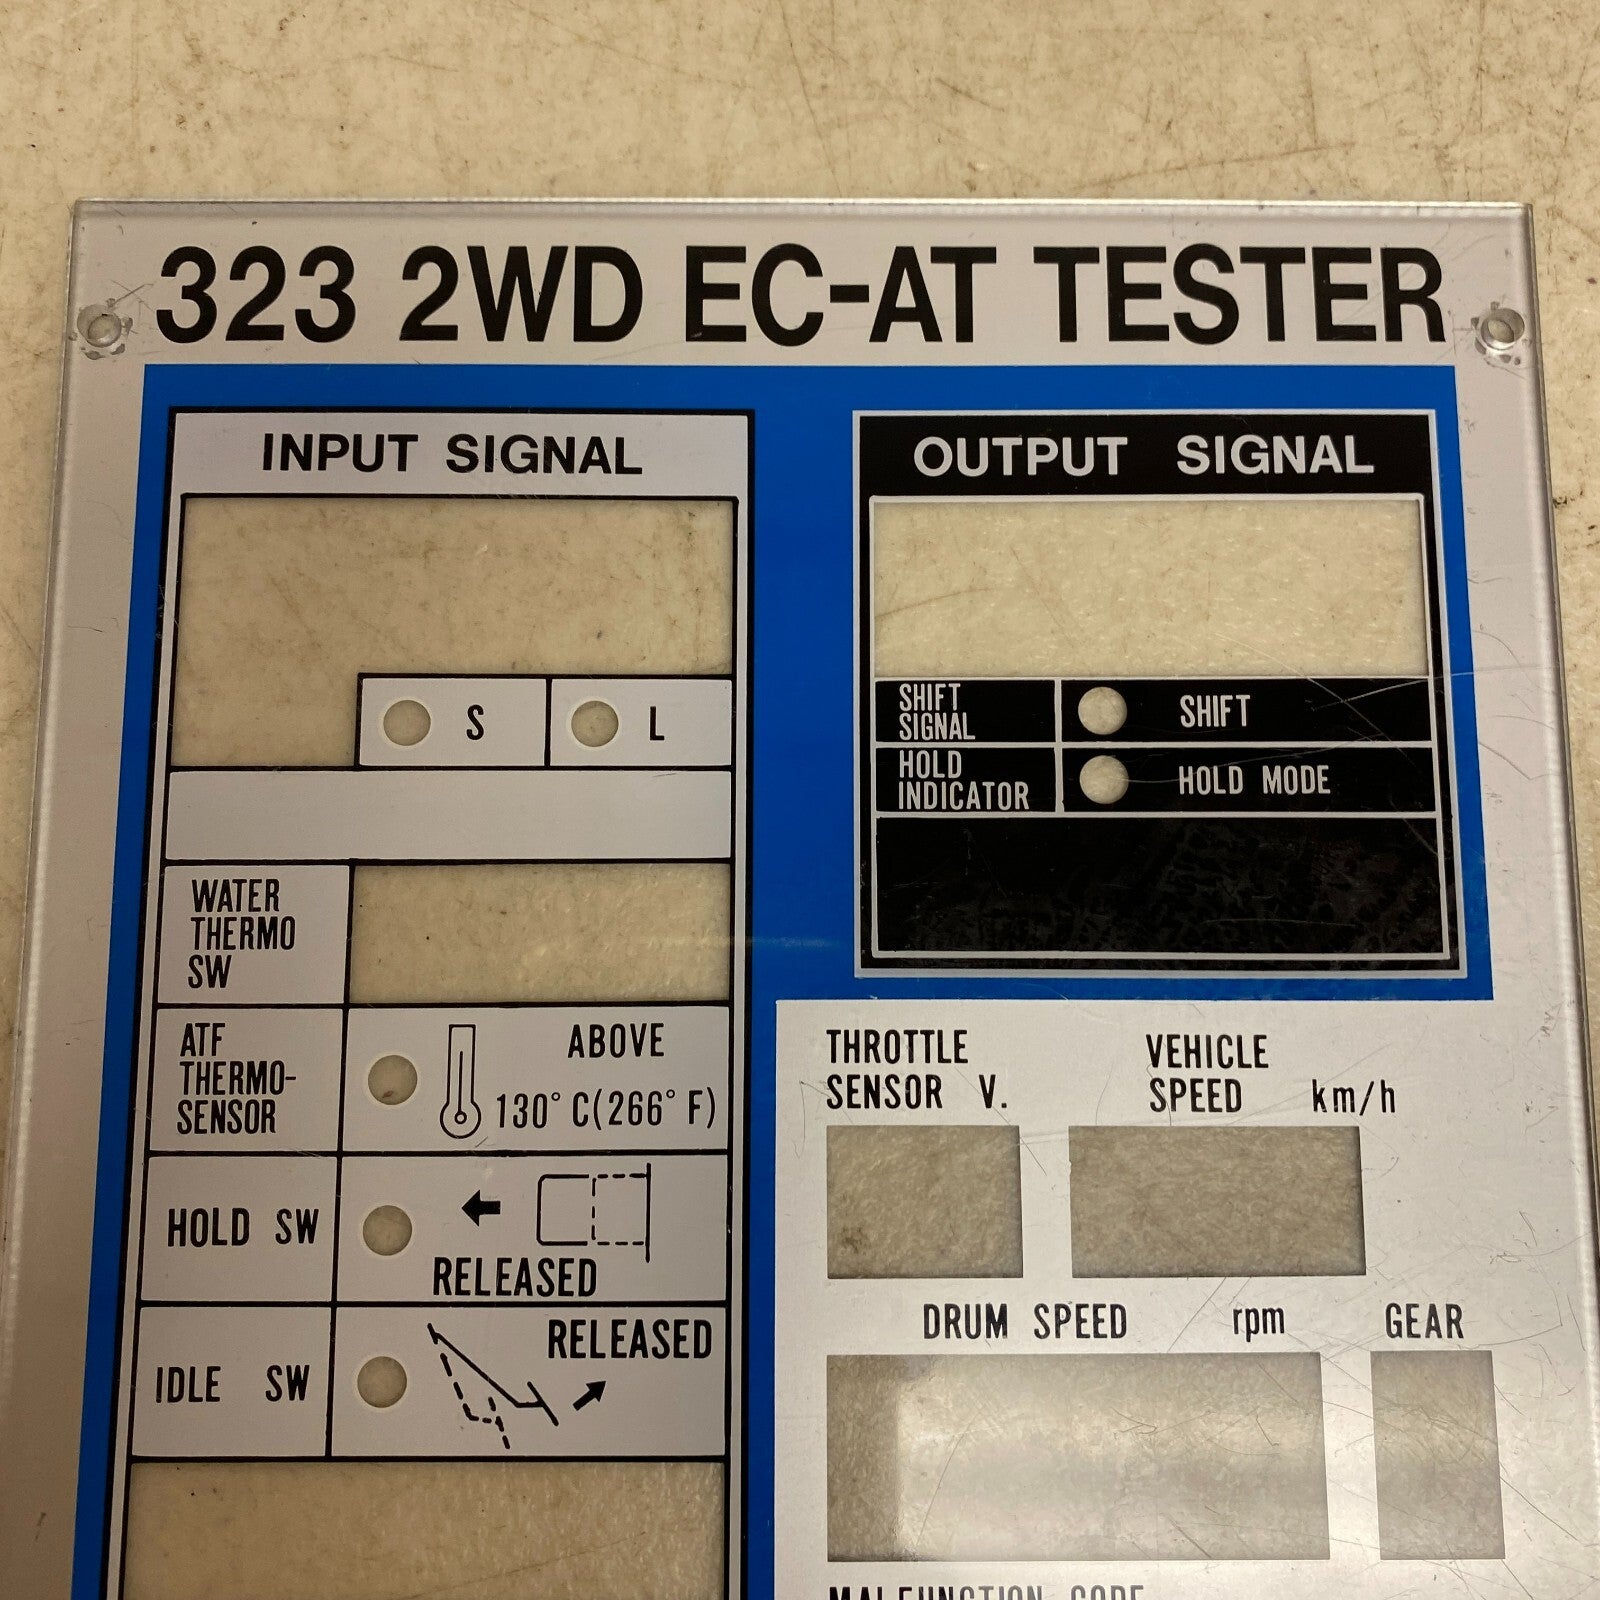 323 2WD EC-AT TESTER
INPUT SIGNAL
S L
WATER
THERMO
SW
ATF
THERMO-
SENSOR
ABOVE
130° C(266° F)
HOLD SW
RELEASED
IDLE SW
RELEASED
OUTPUT SIGNAL
SHIFT
SIGNAL
SHIFT
HOLD
INDICATOR
HOLD MODE
THROTTLE
SENSOR V.
VEHICLE
SPEED km/h
DRUM SPEED rpm
GEAR
MALFUNCTION CODE